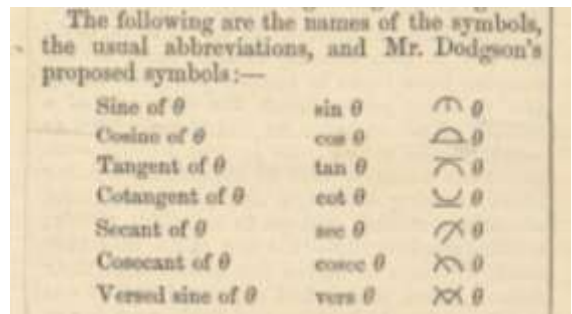 The following are the names of the symbols,
the usual abbreviations, and Mr. Dodgson's
proposed symbols:—
Sine of θ sin θ θ
Cosine of θ cos θ θ
Tangent of θ tan θ θ
Cotangent of θ cot θ θ
Secant of θ sec θ θ
Cosecant of θ cosec θ θ
Versed sine of θ vers θ θ